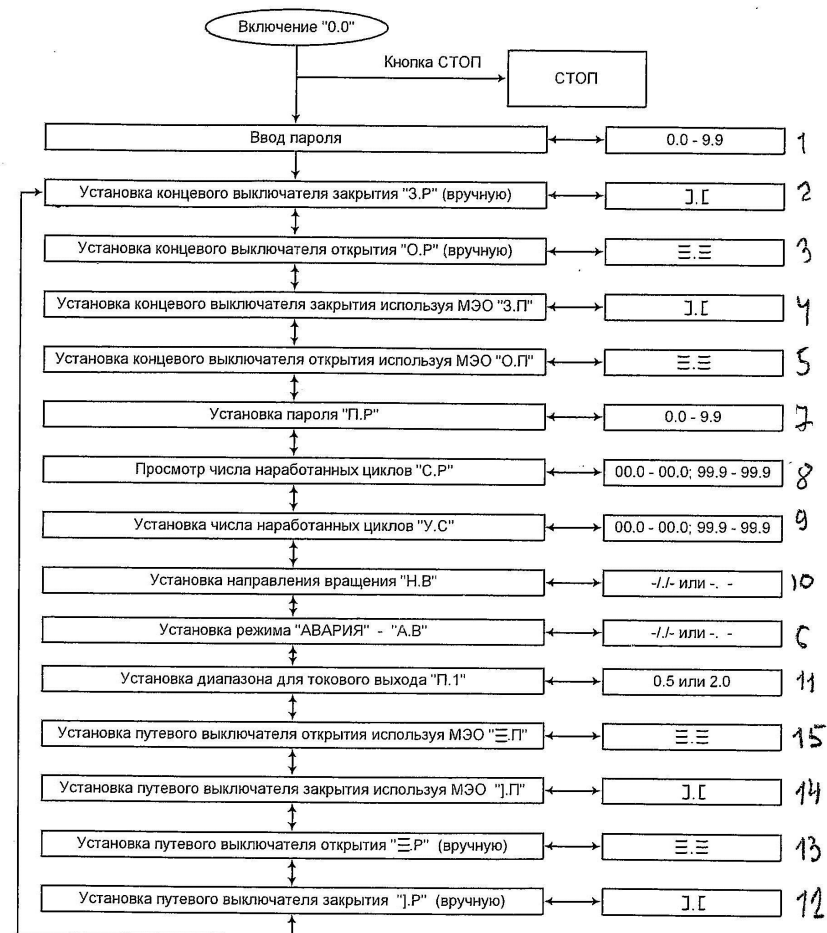 Включение "0.0"
Кнопка СТОП
СТОП
Ввод пароля 0.0 - 9.9 1
Установка концевого выключателя закрытия "З.Р" (вручную) ].[ 2
Установка концевого выключателя открытия "О.Р" (вручную) Ξ.Ξ 3
Установка концевого выключателя закрытия используя МЭО "З.П" ].[ 4
Установка концевого выключателя открытия используя МЭО "О.П" Ξ.Ξ 5
Установка пароля "П.Р" 0.0 - 9.9 7
Просмотр числа наработанных циклов "С.Р" 00.0 - 00.0; 99.9 - 99.9 8
Установка числа наработанных циклов "У.С" 00.0 - 00.0; 99.9 - 99.9 9
Установка направления вращения "Н.В" -/./- или -. - 10
Установка режима "АВАРИЯ" - "А.В" -/./- или -. - 6
Установка диапазона для токового выхода "П.1" 0.5 или 2.0 11
Установка путевого выключателя открытия используя МЭО "Ξ.П" Ξ.Ξ 15
Установка путевого выключателя закрытия используя МЭО "].П" ].[ 14
Установка путевого выключателя открытия "Ξ.Р" (вручную) Ξ.Ξ 13
Установка путевого выключателя закрытия "].Р" (вручную) ].[ 12